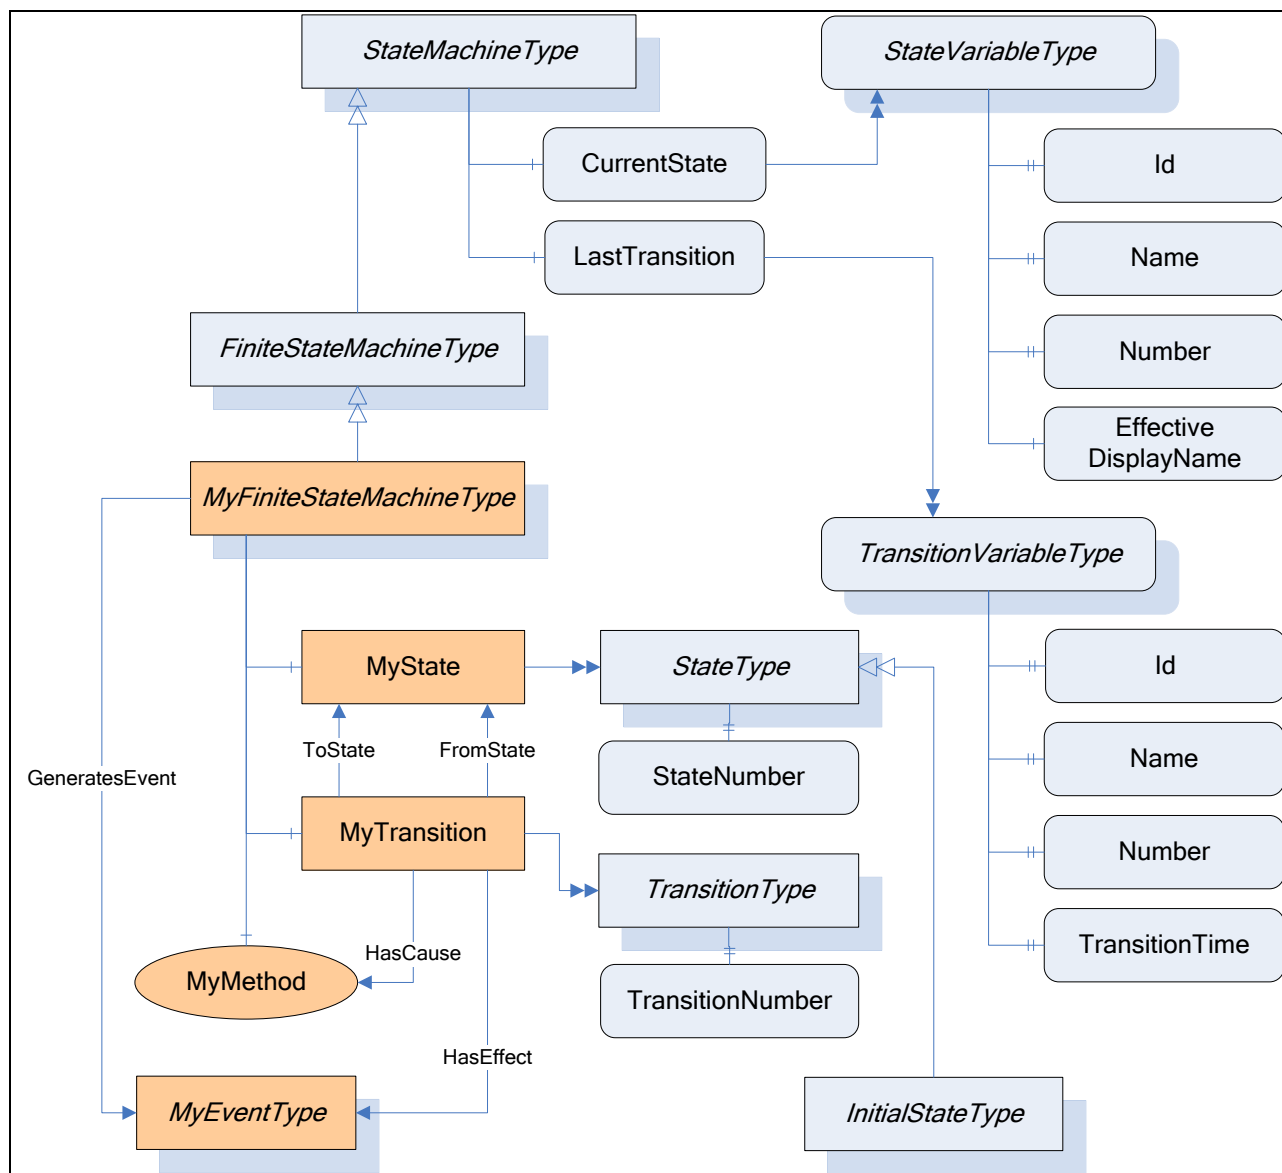 StateMachineType
StateVariableType
CurrentState
Id
LastTransition
Name
FiniteStateMachineType
Number
Effective
DisplayName
MyFiniteStateMachineType
TransitionVariableType
MyState
StateType
Id
ToState
FromState
GeneratesEvent
StateNumber
Name
MyTransition
Number
TransitionType
HasCause
TransitionTime
MyMethod
TransitionNumber
HasEffect
MyEventType
InitialStateType